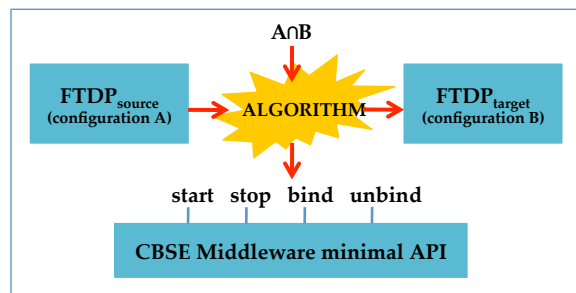 A∩B
FTDPsource
(configuration A)
ALGORITHM
FTDPtarget
(configuration B)
start stop bind unbind
CBSE Middleware minimal API